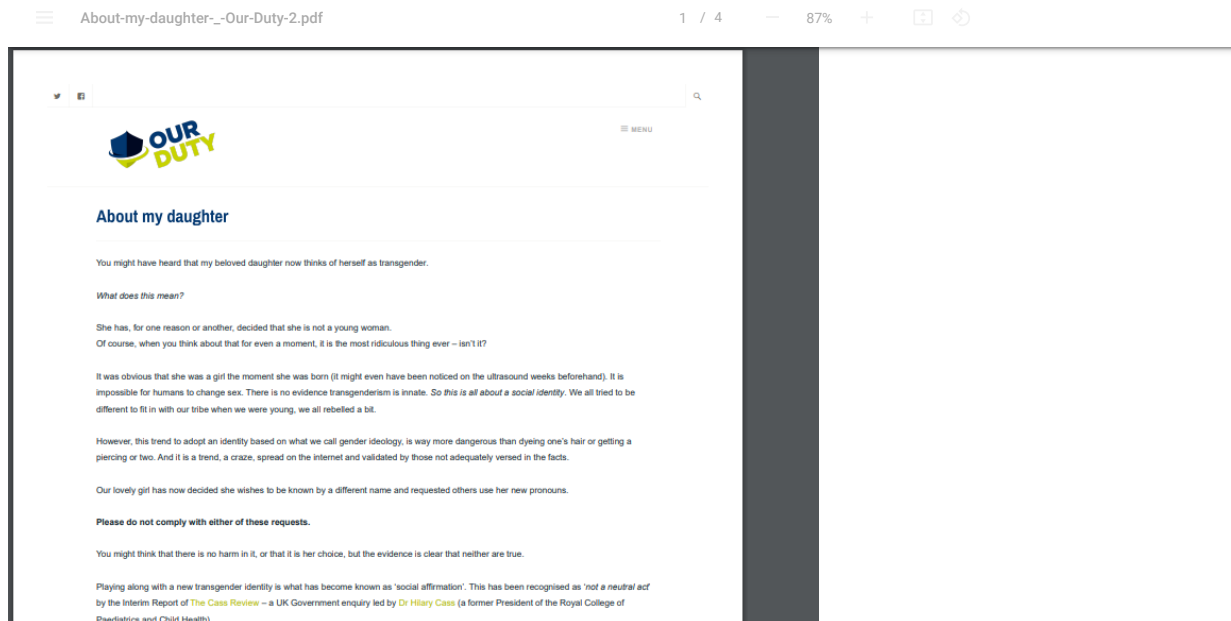 About-my-daughter-_-Our-Duty-2.pdf
1 / 4
87%
OUR
DUTY
MENU
About my daughter
You might have heard that my beloved daughter now thinks of herself as transgender.
What does this mean?
She has, for one reason or another, decided that she is not a young woman.
Of course, when you think about that for even a moment, it is the most ridiculous thing ever – isn't it?
It was obvious that she was a girl the moment she was born (it might even have been noticed on the ultrasound weeks beforehand). It is
impossible for humans to change sex. There is no evidence transgenderism is innate. So this is all about a social identity. We all tried to be
different to fit in with our tribe when we were young, we all rebelled a bit.
However, this trend to adopt an identity based on what we call gender ideology, is way more dangerous than dyeing one's hair or getting a
piercing or two. And it is a trend, a craze, spread on the internet and validated by those not adequately versed in the facts.
Our lovely girl has now decided she wishes to be known by a different name and requested others use her new pronouns.
Please do not comply with either of these requests.
You might think that there is no harm in it, or that it is her choice, but the evidence is clear that neither are true.
Playing along with a new transgender identity is what has become known as 'social affirmation'. This has been recognised as 'not a neutral act'
by the Interim Report of The Cass Review – a UK Government enquiry led by Dr Hilary Cass (a former President of the Royal College of
Paediatrics and Child Health)